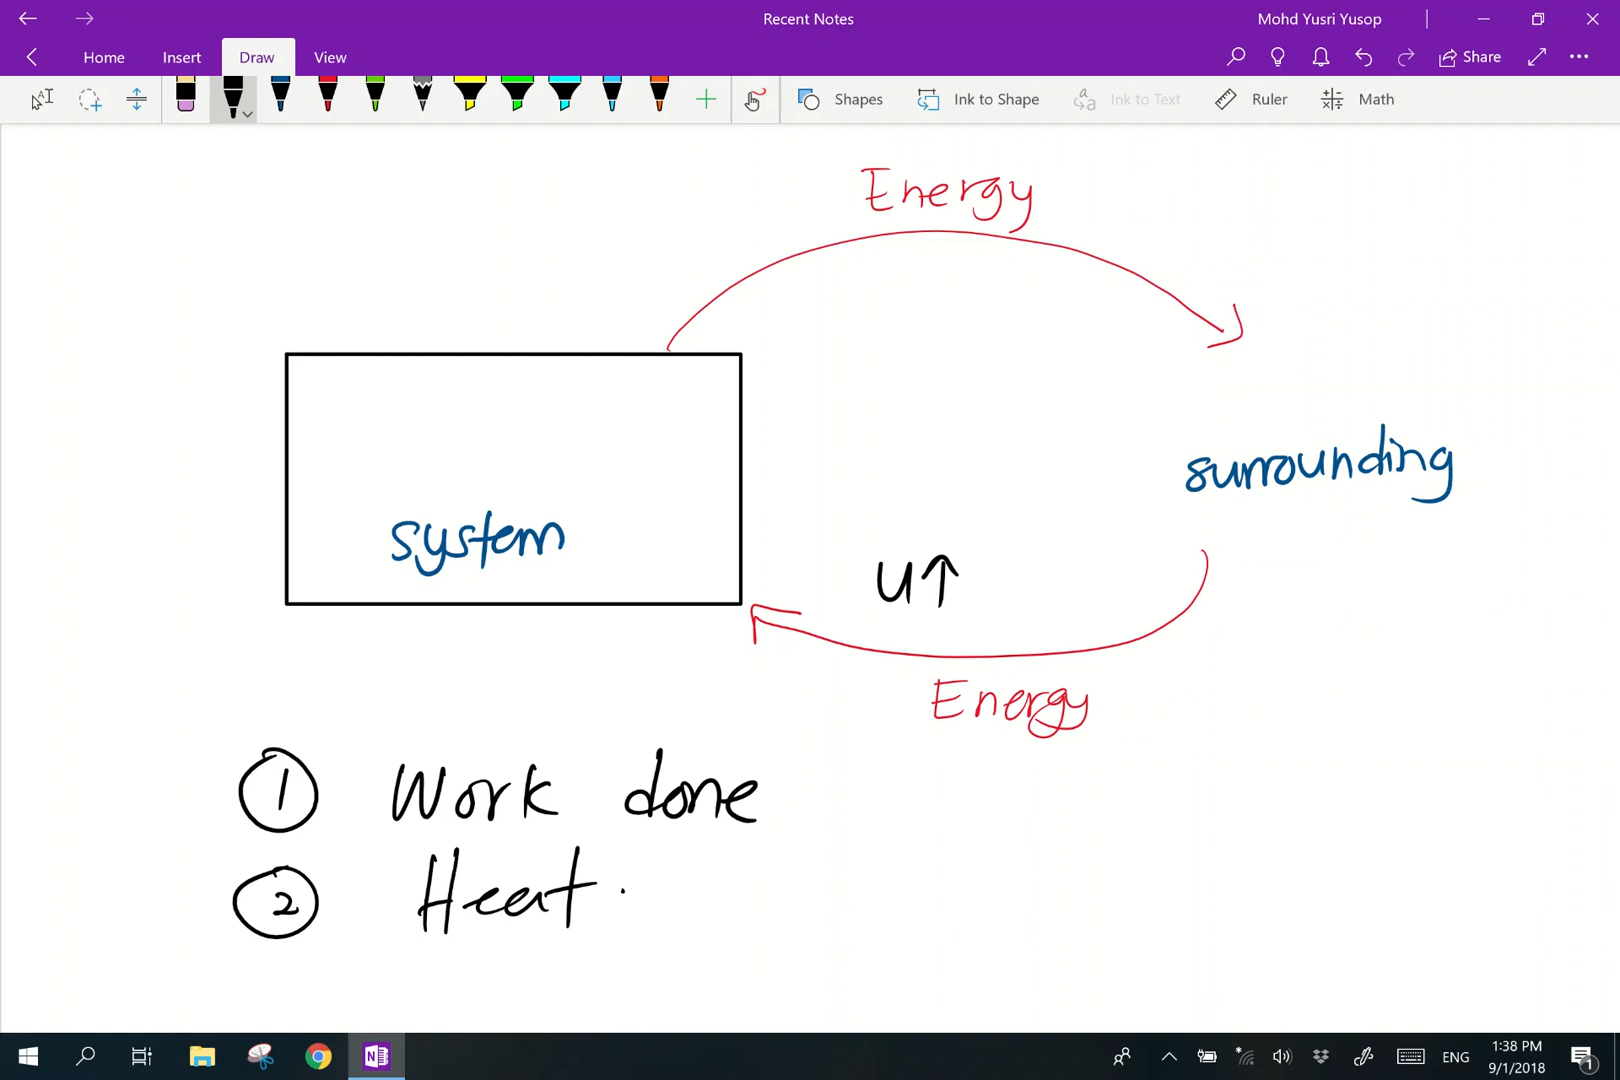 Recent Notes
Mohd Yusri Yusop
Home Insert Draw View
Share
Shapes Ink to Shape Ink to Text Ruler Math
Energy
surrounding
system
U↑
Energy
① Work done
② Heat
ENG
1:38 PM
9/1/2018
1